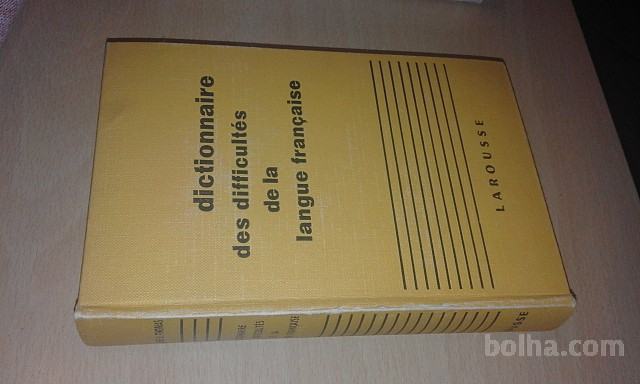 dictionnaire
des difficultés
de la
langue française
LAROUSSE
bolha.com